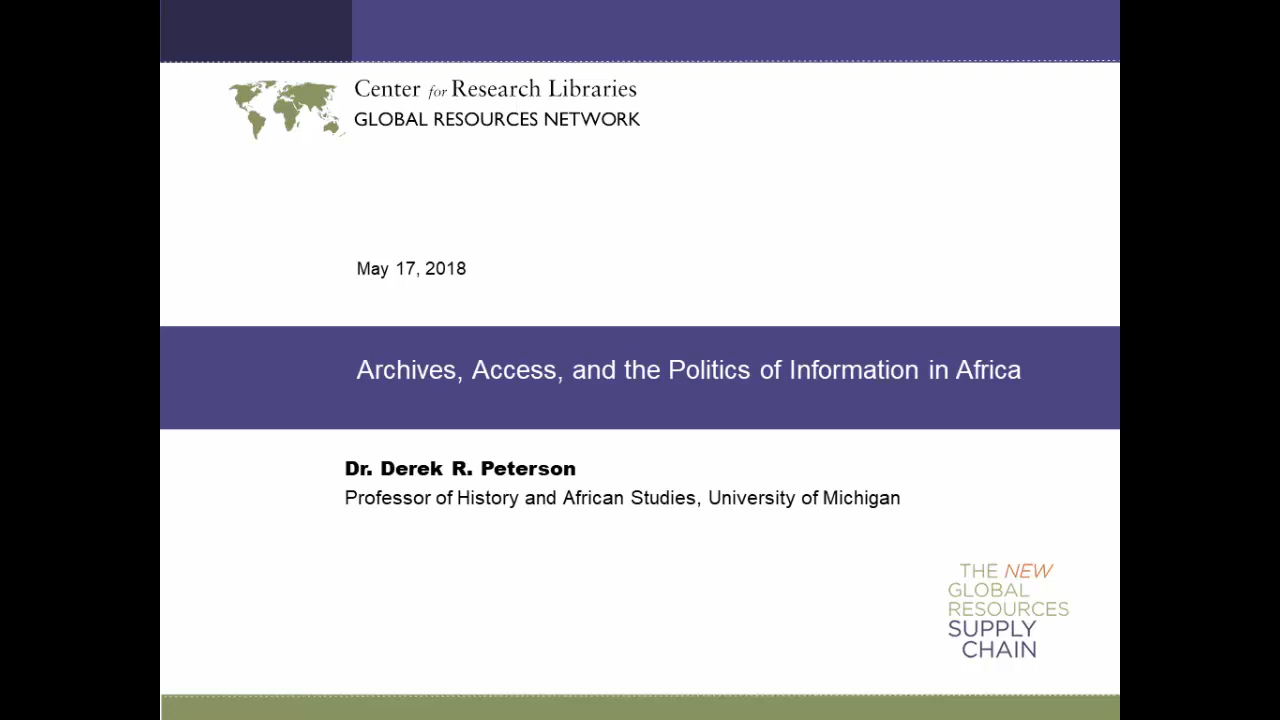 Center for Research Libraries
GLOBAL RESOURCES NETWORK
May 17, 2018
Archives, Access, and the Politics of Information in Africa
Dr. Derek R. Peterson
Professor of History and African Studies, University of Michigan
THE NEW
GLOBAL
RESOURCES
SUPPLY
CHAIN